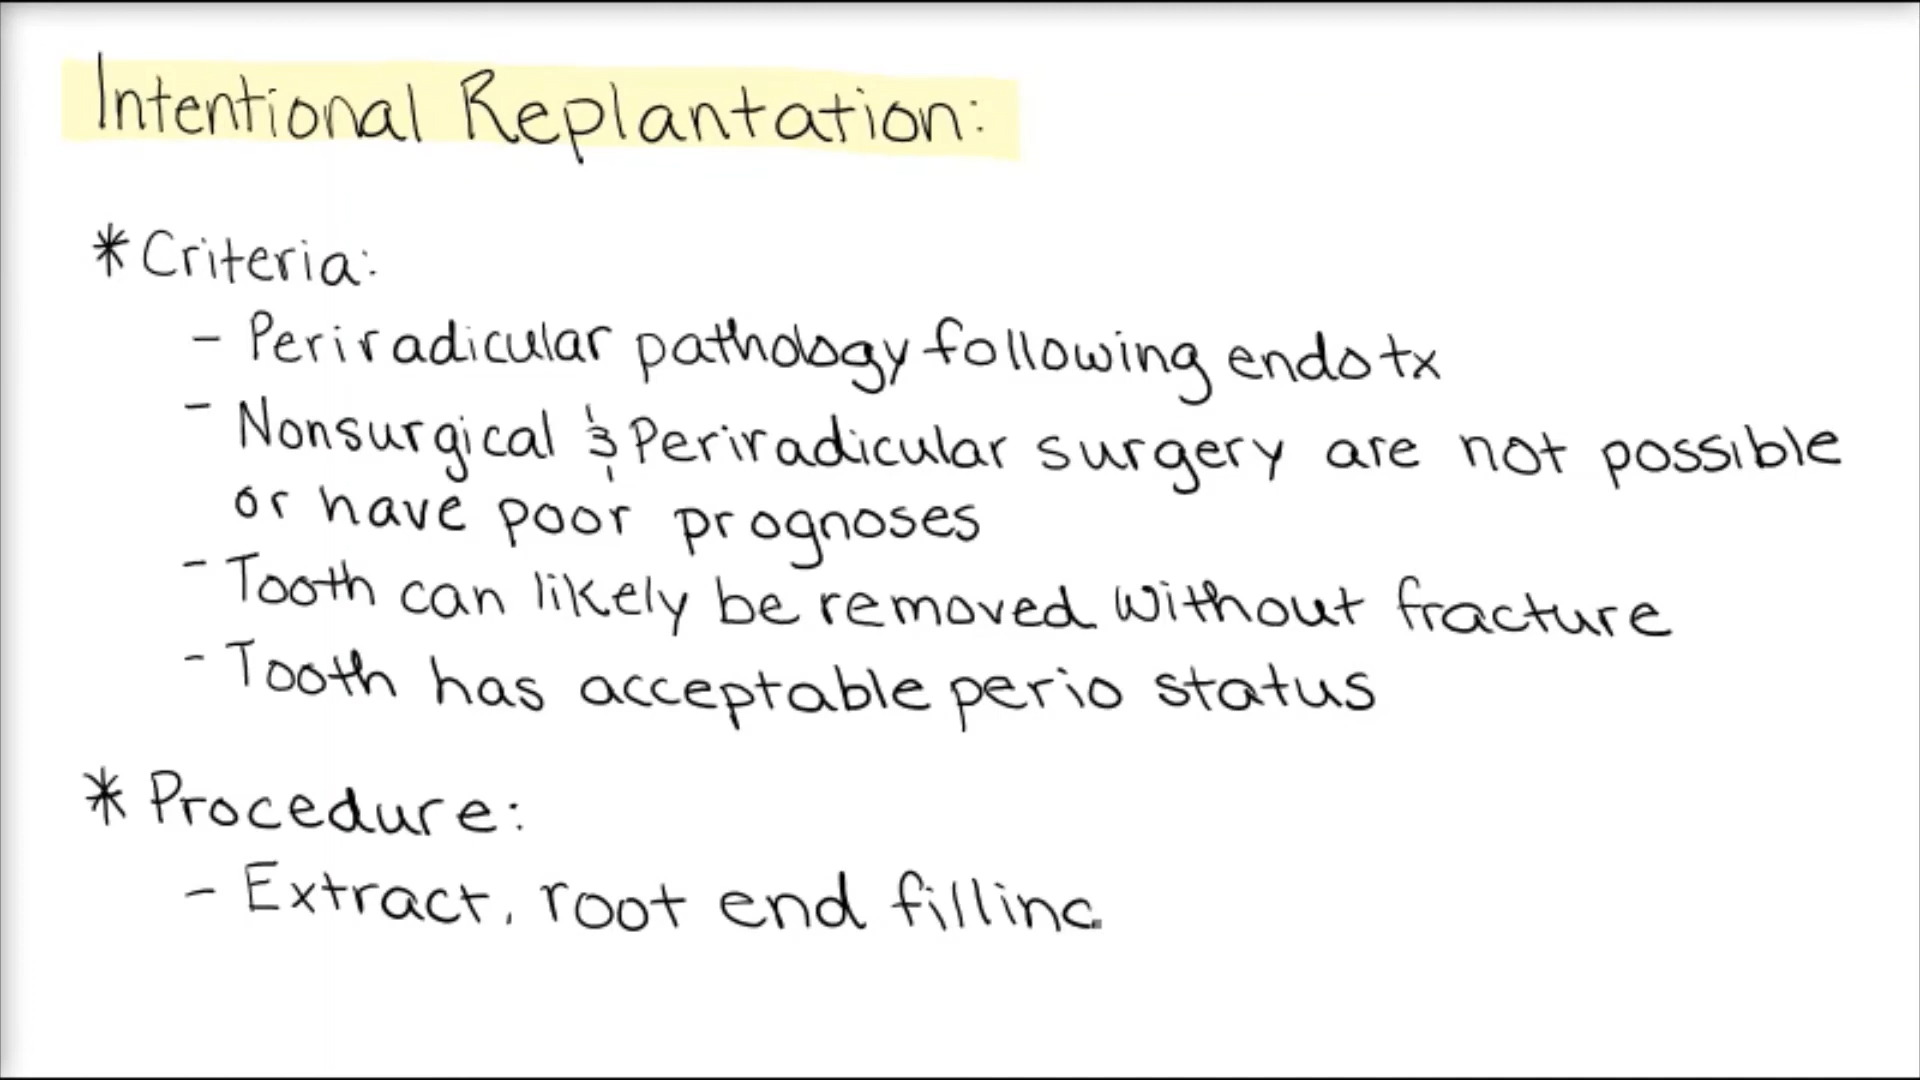 Intentional Replantation:
* Criteria:
- Periradicular pathology following endo tx
- Nonsurgical & Periradicular surgery are not possible
or have poor prognoses
- Tooth can likely be removed without fracture
- Tooth has acceptable perio status
* Procedure:
- Extract, root end